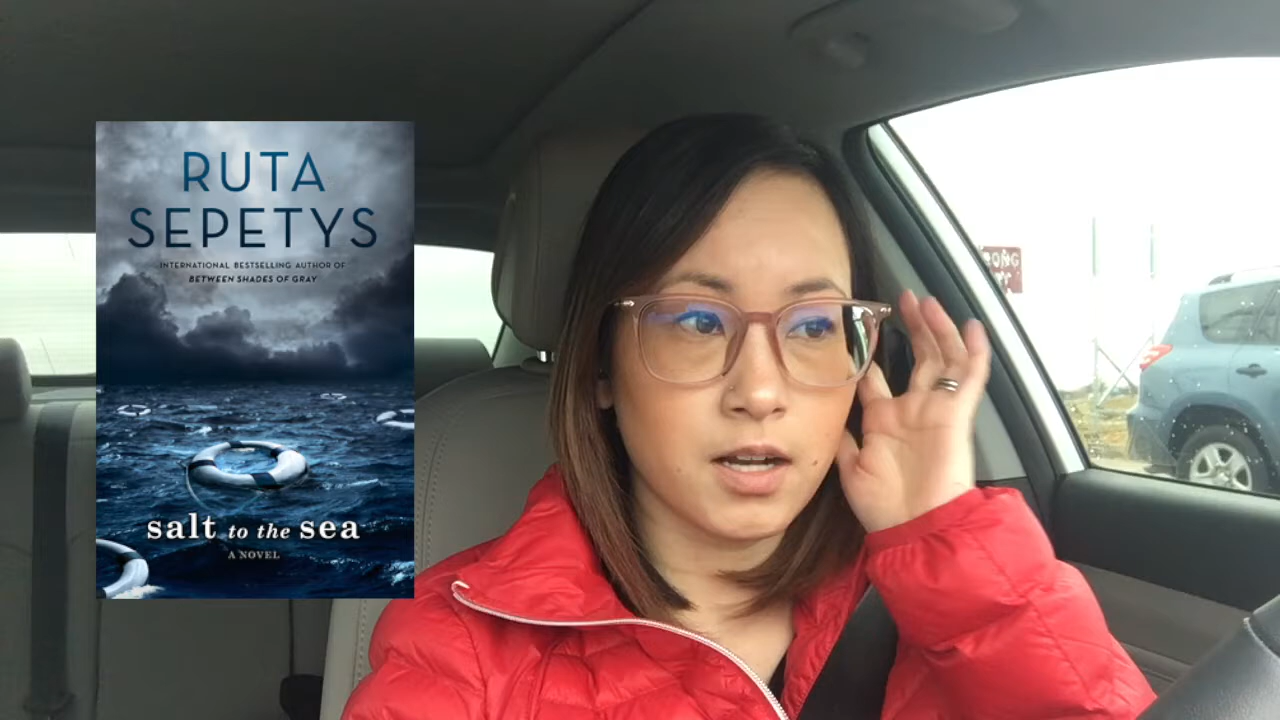 RUTA
SEPETYS
INTERNATIONAL BESTSELLING AUTHOR OF
BETWEEN SHADES OF GRAY
salt to the sea
A NOVEL